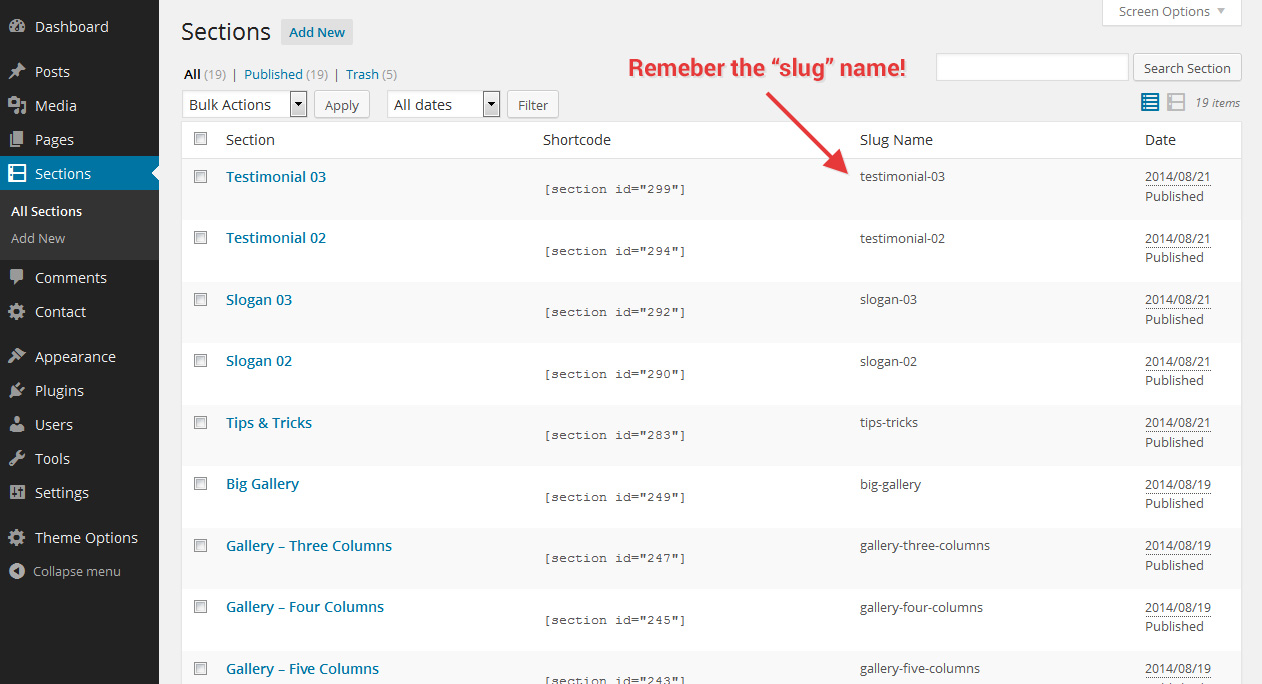 Dashboard
Posts
Media
Pages
Sections
All Sections
Add New
Comments
Contact
Appearance
Plugins
Users
Tools
Settings
Theme Options
Collapse menu
Screen Options
Sections Add New
All (19) | Published (19) | Trash (5)
Remeber the “slug” name!
Search Section
Bulk Actions Apply All dates Filter
19 items
Section Shortcode Slug Name Date
Testimonial 03 [section id="299"] testimonial-03 2014/08/21
Published
Testimonial 02 [section id="294"] testimonial-02 2014/08/21
Published
Slogan 03 [section id="292"] slogan-03 2014/08/21
Published
Slogan 02 [section id="290"] slogan-02 2014/08/21
Published
Tips & Tricks [section id="283"] tips-tricks 2014/08/21
Published
Big Gallery [section id="249"] big-gallery 2014/08/19
Published
Gallery – Three Columns [section id="247"] gallery-three-columns 2014/08/19
Published
Gallery – Four Columns [section id="245"] gallery-four-columns 2014/08/19
Published
Gallery – Five Columns [section id="243"] gallery-five-columns 2014/08/19